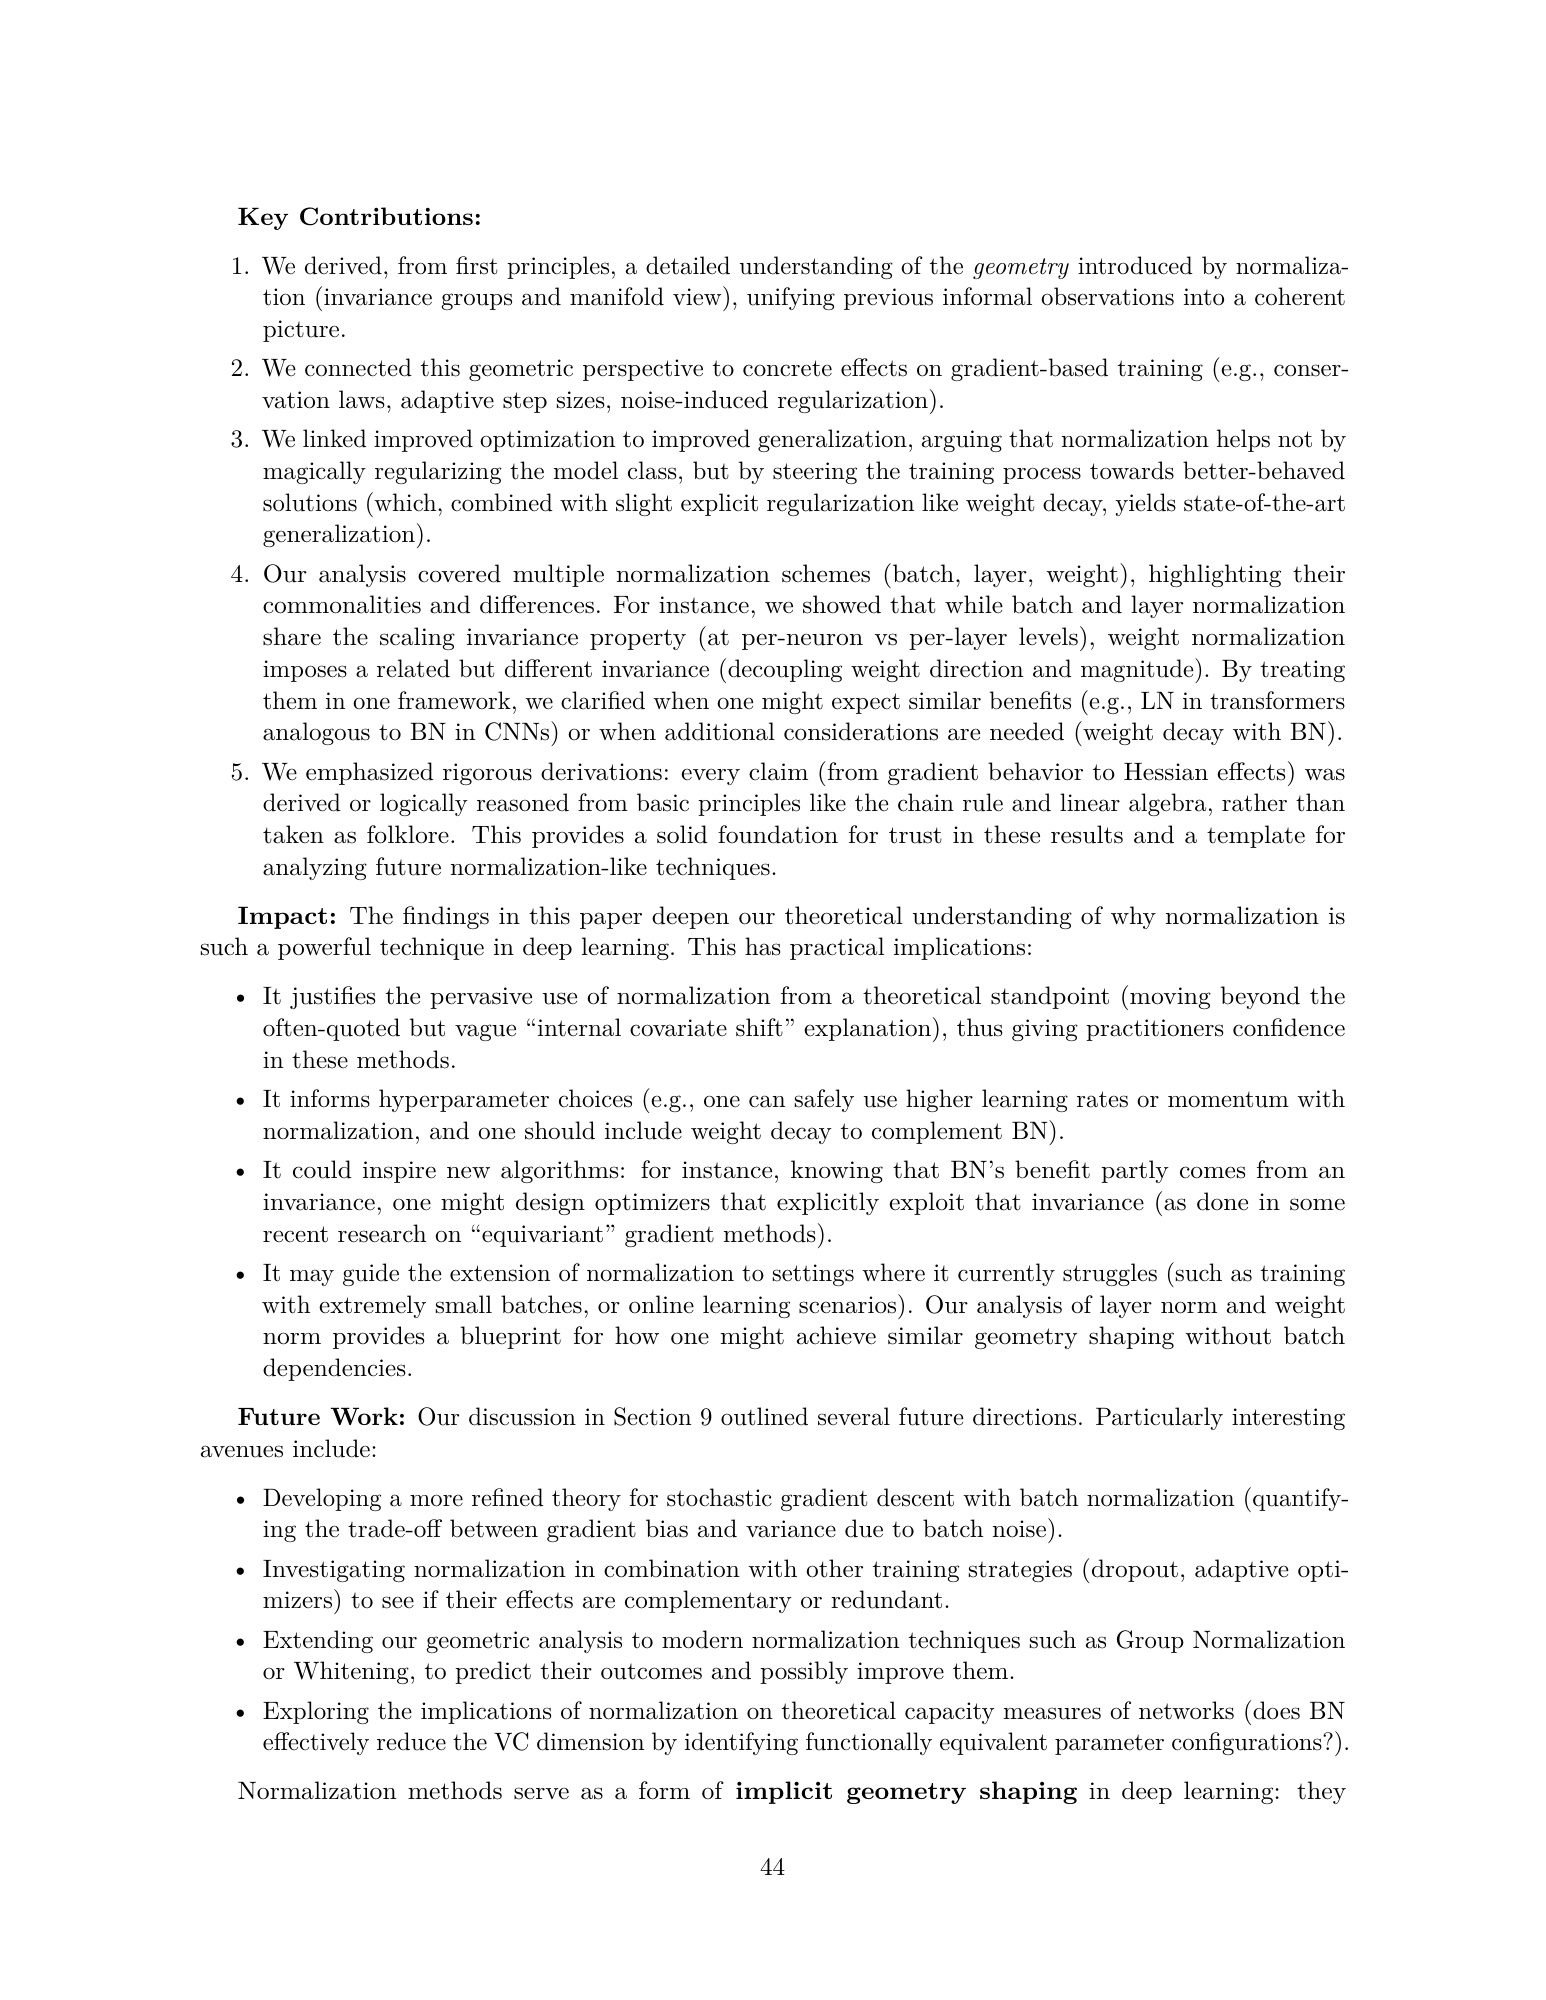 Key Contributions:
1. We derived, from first principles, a detailed understanding of the geometry introduced by normaliza-
tion (invariance groups and manifold view), unifying previous informal observations into a coherent
picture.
2. We connected this geometric perspective to concrete effects on gradient-based training (e.g., conser-
vation laws, adaptive step sizes, noise-induced regularization).
3. We linked improved optimization to improved generalization, arguing that normalization helps not by
magically regularizing the model class, but by steering the training process towards better-behaved
solutions (which, combined with slight explicit regularization like weight decay, yields state-of-the-art
generalization).
4. Our analysis covered multiple normalization schemes (batch, layer, weight), highlighting their
commonalities and differences. For instance, we showed that while batch and layer normalization
share the scaling invariance property (at per-neuron vs per-layer levels), weight normalization
imposes a related but different invariance (decoupling weight direction and magnitude). By treating
them in one framework, we clarified when one might expect similar benefits (e.g., LN in transformers
analogous to BN in CNNs) or when additional considerations are needed (weight decay with BN).
5. We emphasized rigorous derivations: every claim (from gradient behavior to Hessian effects) was
derived or logically reasoned from basic principles like the chain rule and linear algebra, rather than
taken as folklore. This provides a solid foundation for trust in these results and a template for
analyzing future normalization-like techniques.
Impact: The findings in this paper deepen our theoretical understanding of why normalization is
such a powerful technique in deep learning. This has practical implications:
• It justifies the pervasive use of normalization from a theoretical standpoint (moving beyond the
often-quoted but vague “internal covariate shift” explanation), thus giving practitioners confidence
in these methods.
• It informs hyperparameter choices (e.g., one can safely use higher learning rates or momentum with
normalization, and one should include weight decay to complement BN).
• It could inspire new algorithms: for instance, knowing that BN’s benefit partly comes from an
invariance, one might design optimizers that explicitly exploit that invariance (as done in some
recent research on “equivariant” gradient methods).
• It may guide the extension of normalization to settings where it currently struggles (such as training
with extremely small batches, or online learning scenarios). Our analysis of layer norm and weight
norm provides a blueprint for how one might achieve similar geometry shaping without batch
dependencies.
Future Work: Our discussion in Section 9 outlined several future directions. Particularly interesting
avenues include:
• Developing a more refined theory for stochastic gradient descent with batch normalization (quantify-
ing the trade-off between gradient bias and variance due to batch noise).
• Investigating normalization in combination with other training strategies (dropout, adaptive opti-
mizers) to see if their effects are complementary or redundant.
• Extending our geometric analysis to modern normalization techniques such as Group Normalization
or Whitening, to predict their outcomes and possibly improve them.
• Exploring the implications of normalization on theoretical capacity measures of networks (does BN
effectively reduce the VC dimension by identifying functionally equivalent parameter configurations?).
Normalization methods serve as a form of implicit geometry shaping in deep learning: they
44